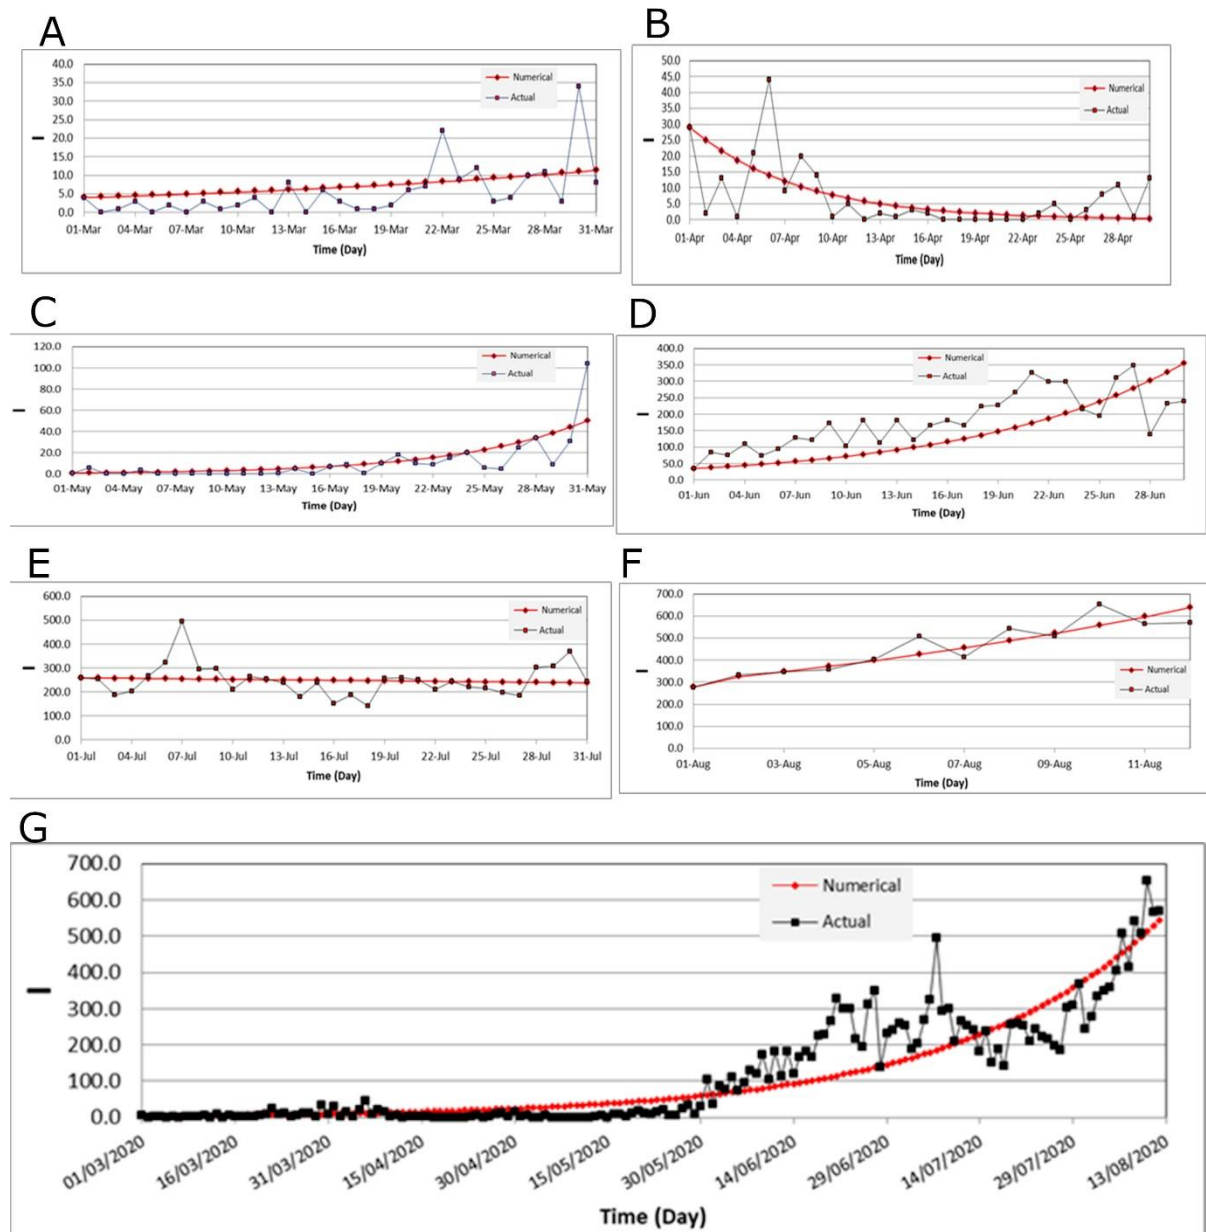 A
40.0
35.0
30.0
25.0
20.0
15.0
10.0
5.0
0.0
I
Numerical
Actual
01-Mar 04-Mar 07-Mar 10-Mar 13-Mar 16-Mar 19-Mar 22-Mar 25-Mar 28-Mar 31-Mar
Time (Day)
B
50.0
45.0
40.0
35.0
30.0
25.0
20.0
15.0
10.0
5.0
0.0
I
Numerical
Actual
01-Apr 04-Apr 07-Apr 10-Apr 13-Apr 16-Apr 19-Apr 22-Apr 25-Apr 28-Apr
Time (Day)
C
120.0
100.0
80.0
60.0
40.0
20.0
0.0
I
Numerical
Actual
01-May 04-May 07-May 10-May 13-May 16-May 19-May 22-May 25-May 28-May 31-May
Time (Day)
D
400.0
350.0
300.0
250.0
200.0
150.0
100.0
50.0
0.0
I
Numerical
Actual
01-Jun 04-Jun 07-Jun 10-Jun 13-Jun 16-Jun 19-Jun 22-Jun 25-Jun 28-Jun
Time (Day)
E
600.0
500.0
400.0
300.0
200.0
100.0
0.0
I
Numerical
Actual
01-Jul 04-Jul 07-Jul 10-Jul 13-Jul 16-Jul 19-Jul 22-Jul 25-Jul 28-Jul 31-Jul
Time (Day)
F
700.0
600.0
500.0
400.0
300.0
200.0
100.0
0.0
I
Numerical
Actual
01-Aug 03-Aug 05-Aug 07-Aug 09-Aug 11-Aug
Time (Day)
G
700.0
600.0
500.0
400.0
300.0
200.0
100.0
0.0
I
Numerical
Actual
01/03/2020 16/03/2020 31/03/2020 15/04/2020 30/04/2020 15/05/2020 30/05/2020 14/06/2020 29/06/2020 14/07/2020 29/07/2020 13/08/2020
Time (Day)